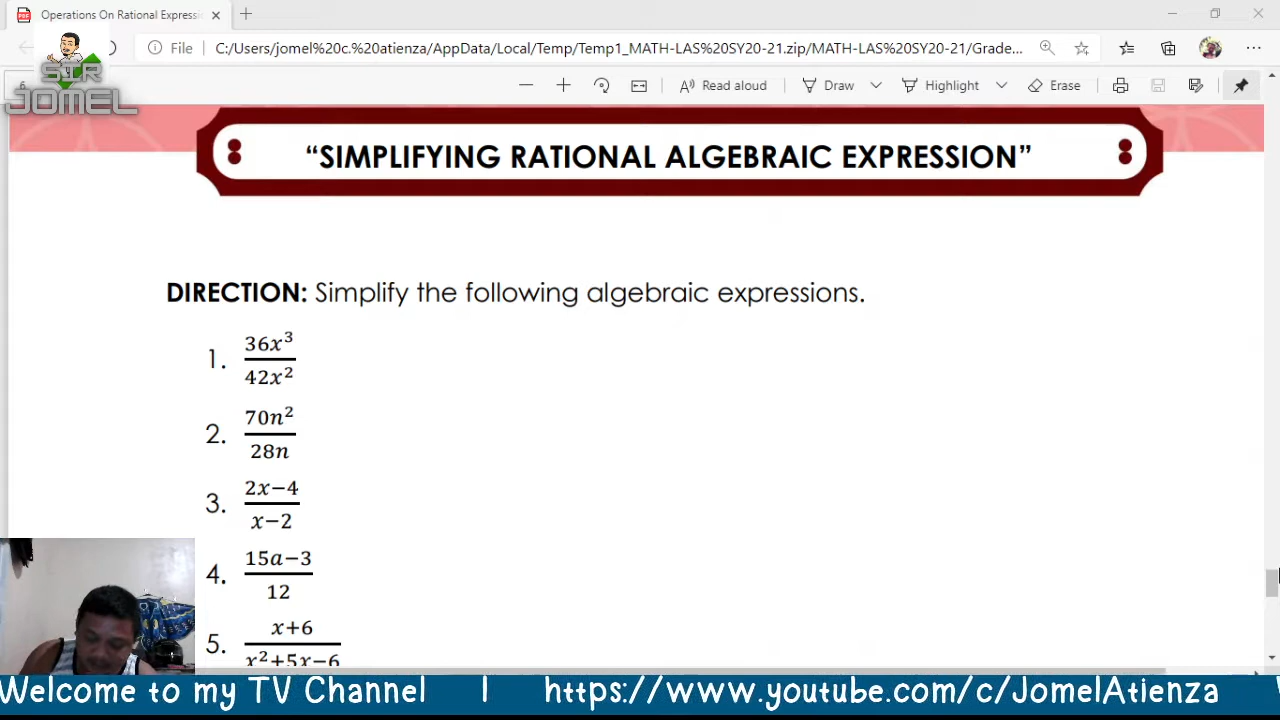 Operations On Rational Expressi
File C:/Users/jomel%20c.%20atienza/AppData/Local/Temp/Temp1_MATH-LAS%20SY20-21.zip/MATH-LAS%20SY20-21/Grade...
SIR
JOMEL
6
Read aloud Draw Highlight Erase
“SIMPLIFYING RATIONAL ALGEBRAIC EXPRESSION”
DIRECTION: Simplify the following algebraic expressions.
1. 36x³/42x²
2. 70n²/28n
3. 2x−4/x−2
4. 15a−3/12
5. x+6/x²+5x−6
Welcome to my TV Channel | https://www.youtube.com/c/JomelAtienza